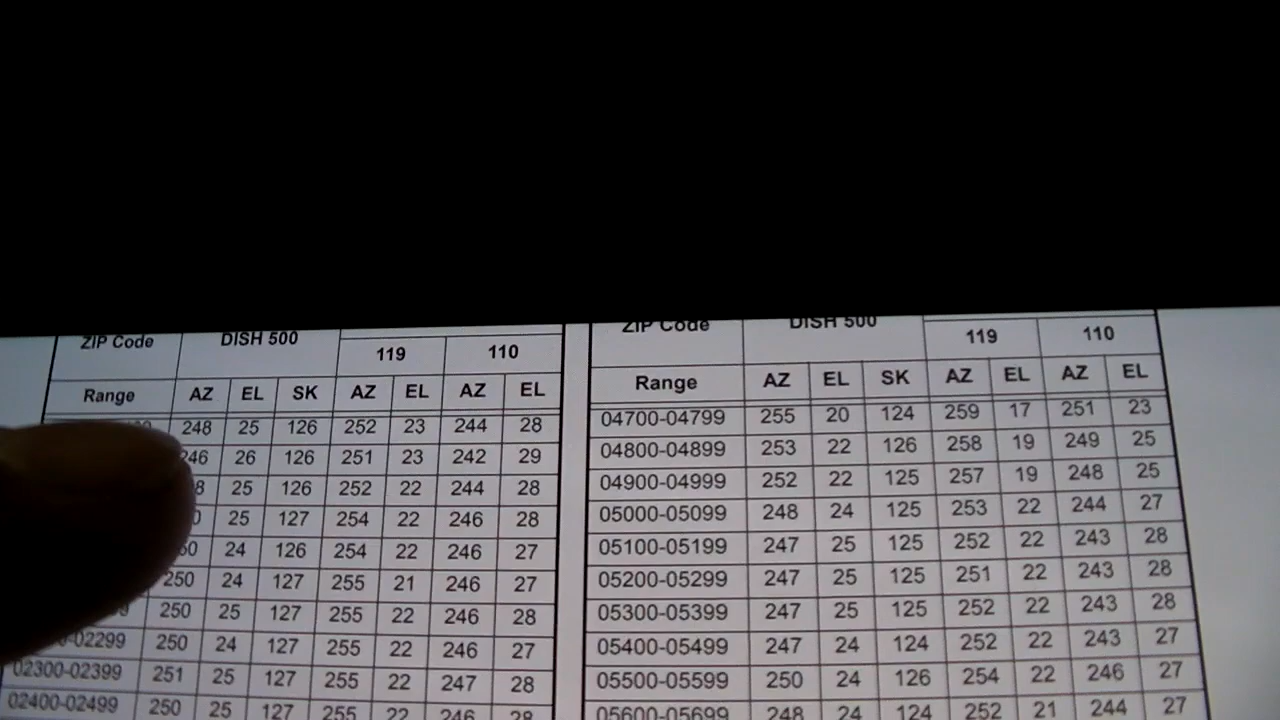 ZIP Code DISH 500
119 110
Range AZ EL SK AZ EL AZ EL
248 25 126 252 23 244 28
246 26 126 251 23 242 29
25 126 252 22 244 28
25 127 254 22 246 28
24 126 254 22 246 27
250 24 127 255 21 246 27
250 25 127 255 22 246 28
250 24 127 255 22 246 27
02300-02399 251 25 127 255 22 247 28
02400-02499 250 25 127 255 22 246 28
ZIP Code DISH 500
119 110
Range AZ EL SK AZ EL AZ EL
04700-04799 255 20 124 259 17 251 23
04800-04899 253 22 126 258 19 249 25
04900-04999 252 22 125 257 19 248 25
05000-05099 248 24 125 253 22 244 27
05100-05199 247 25 125 252 22 243 28
05200-05299 247 25 125 251 22 243 28
05300-05399 247 25 125 252 22 243 28
05400-05499 247 24 124 252 22 243 27
05500-05599 250 24 126 254 22 246 27
05600-05699 248 24 124 252 21 244 27